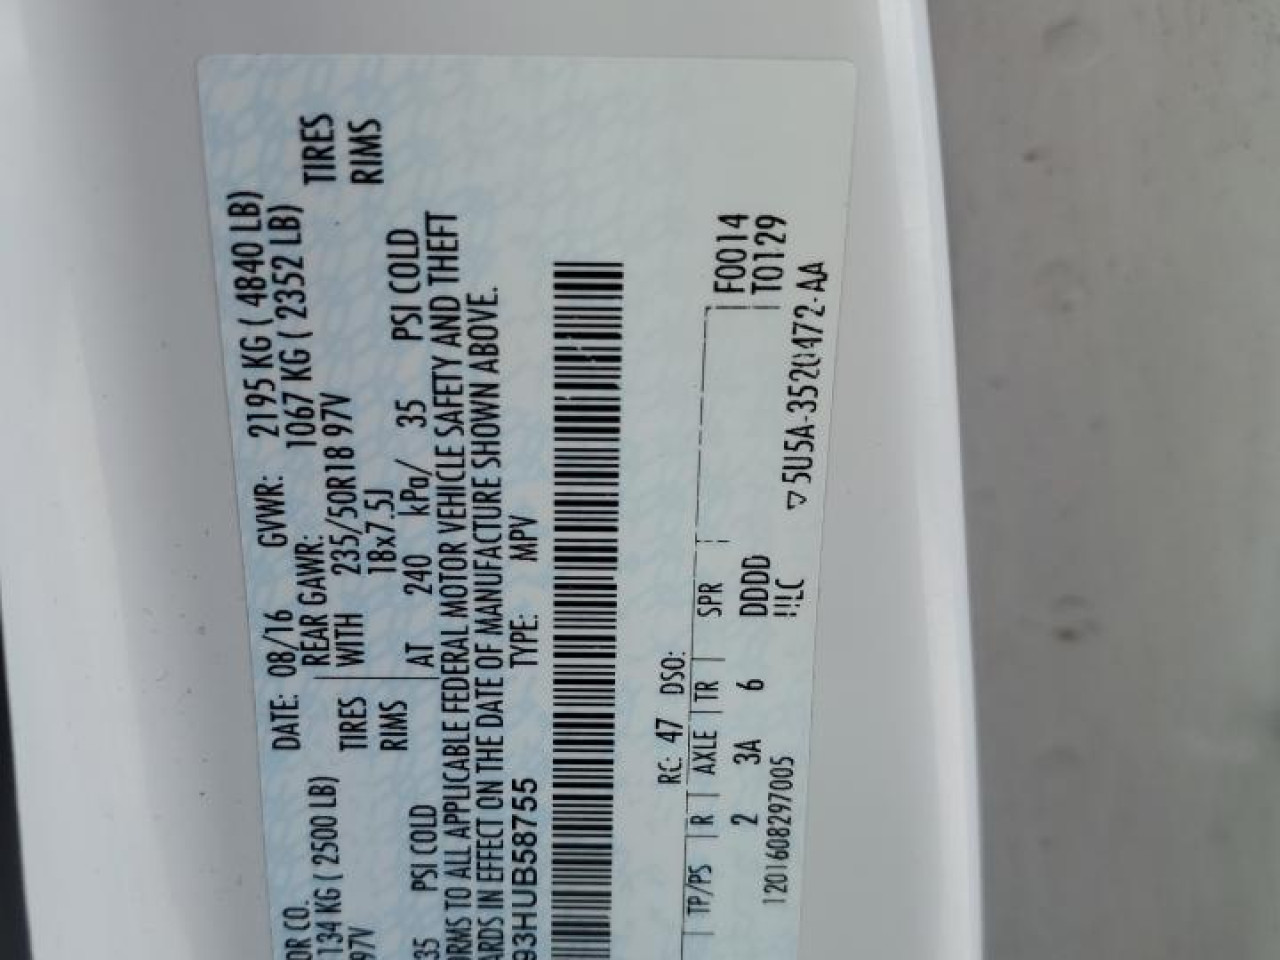 OR CO. DATE: 08/16 GVWR: 2195 KG ( 4840 LB)
134 KG ( 2500 LB) REAR GAWR: 1067 KG ( 2352 LB)
97V TIRES WITH 235/50R18 97V TIRES
RIMS 18x7.5J RIMS
35 PSI COLD AT 240 kPa/ 35 PSI COLD
ORMS TO ALL APPLICABLE FEDERAL MOTOR VEHICLE SAFETY AND THEFT
ARDS IN EFFECT ON THE DATE OF MANUFACTURE SHOWN ABOVE.
93HUB58755 TYPE: MPV
RC: 47 DSO:
TP/PS R AXLE TR SPR F0014
2 3A 6 DDDD T0129
1201608297005
5U5A-3520472-AA